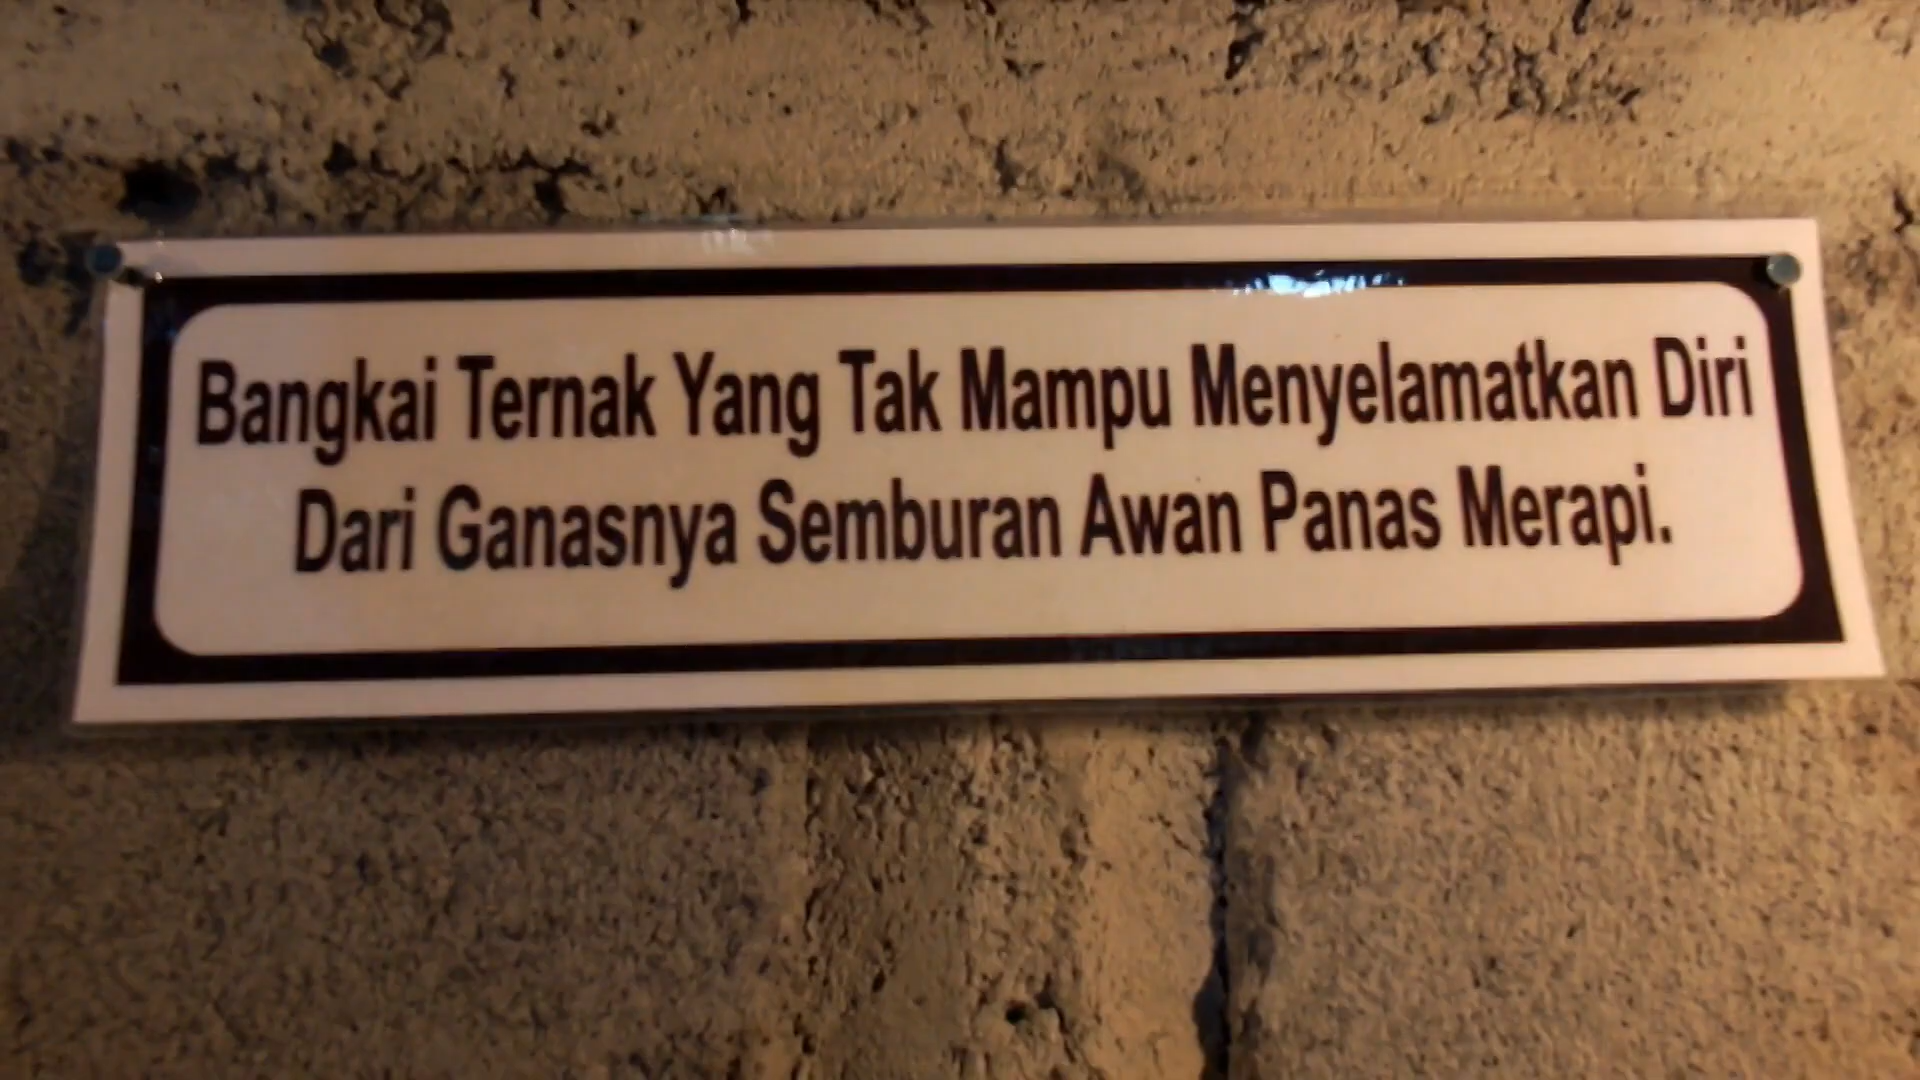 Bangkai Ternak Yang Tak Mampu Menyelamatkan Diri
Dari Ganasnya Semburan Awan Panas Merapi.